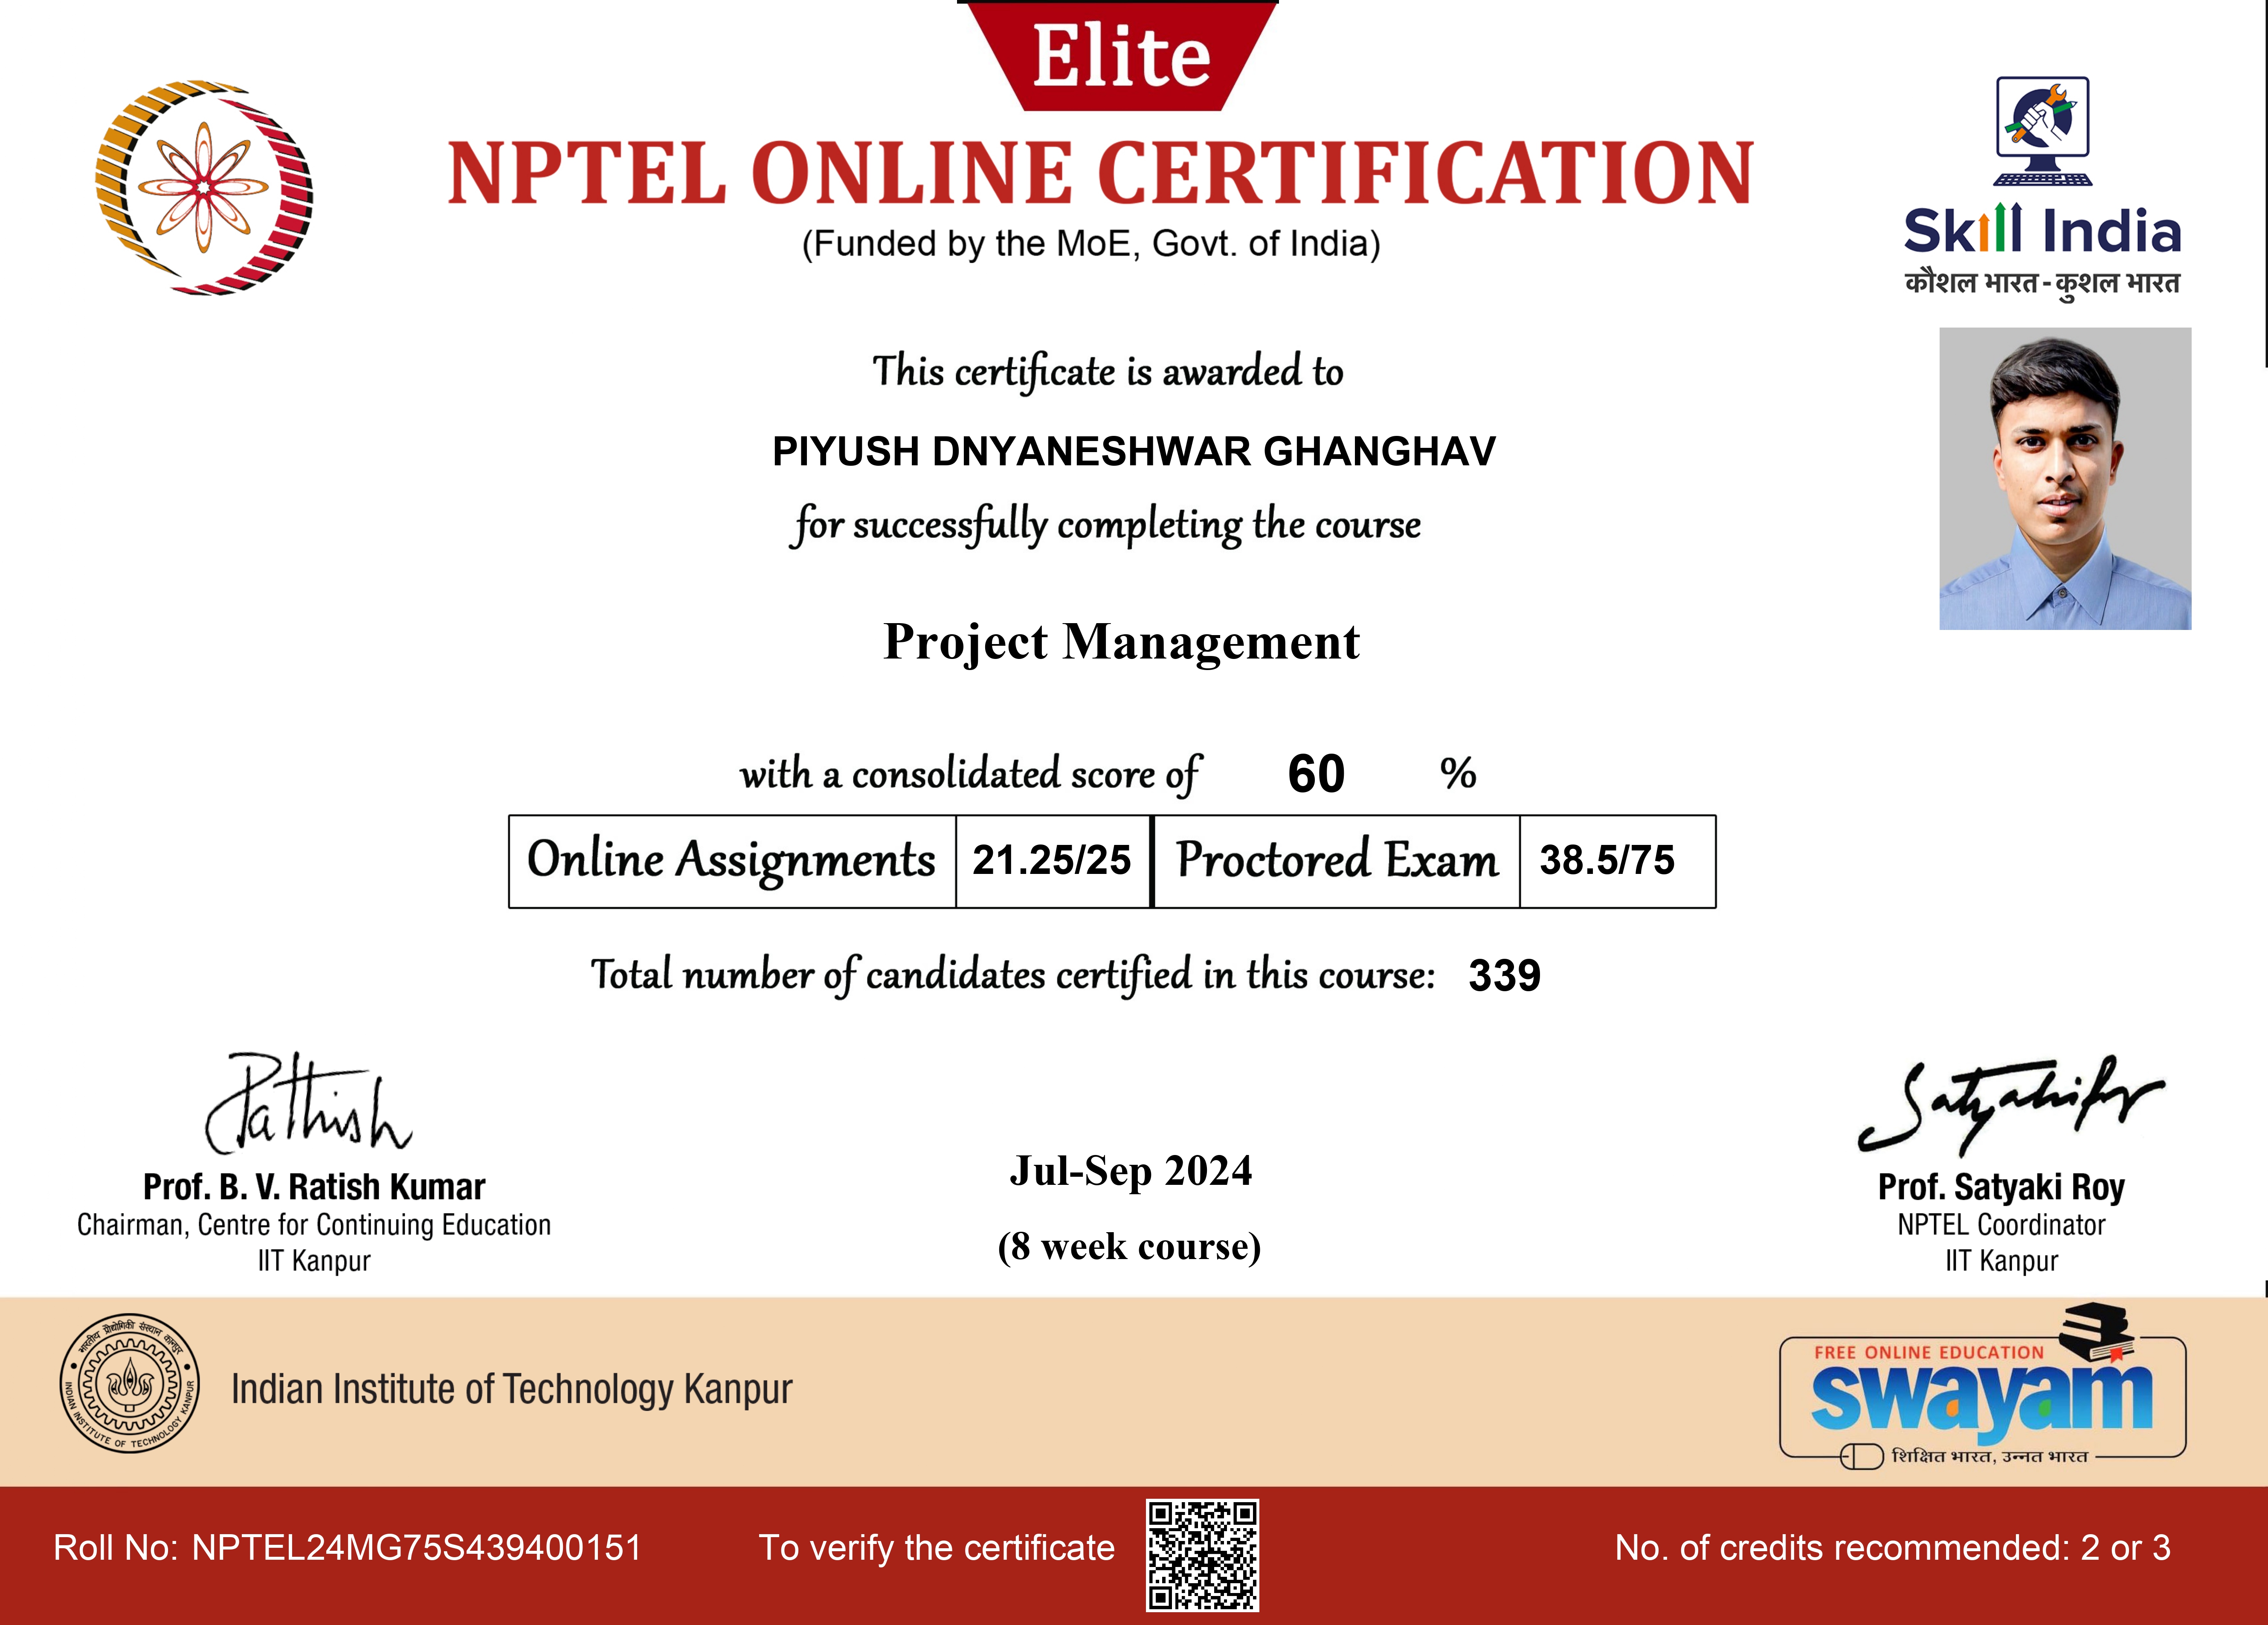 Elite
NPTEL ONLINE CERTIFICATION
(Funded by the MoE, Govt. of India)
Skill India
कौशल भारत - कुशल भारत
This certificate is awarded to
PIYUSH DNYANESHWAR GHANGHAV
for successfully completing the course
Project Management
with a consolidated score of 60 %
Online Assignments 21.25/25 Proctored Exam 38.5/75
Total number of candidates certified in this course: 339
Prof. B. V. Ratish Kumar
Chairman, Centre for Continuing Education
IIT Kanpur
Jul-Sep 2024
(8 week course)
Prof. Satyaki Roy
NPTEL Coordinator
IIT Kanpur
भारतीय प्रौद्योगिकी संस्थान कानपुर
INDIAN INSTITUTE OF TECHNOLOGY KANPUR
Indian Institute of Technology Kanpur
FREE ONLINE EDUCATION
swayam
शिक्षित भारत, उन्नत भारत
Roll No: NPTEL24MG75S439400151
To verify the certificate
No. of credits recommended: 2 or 3